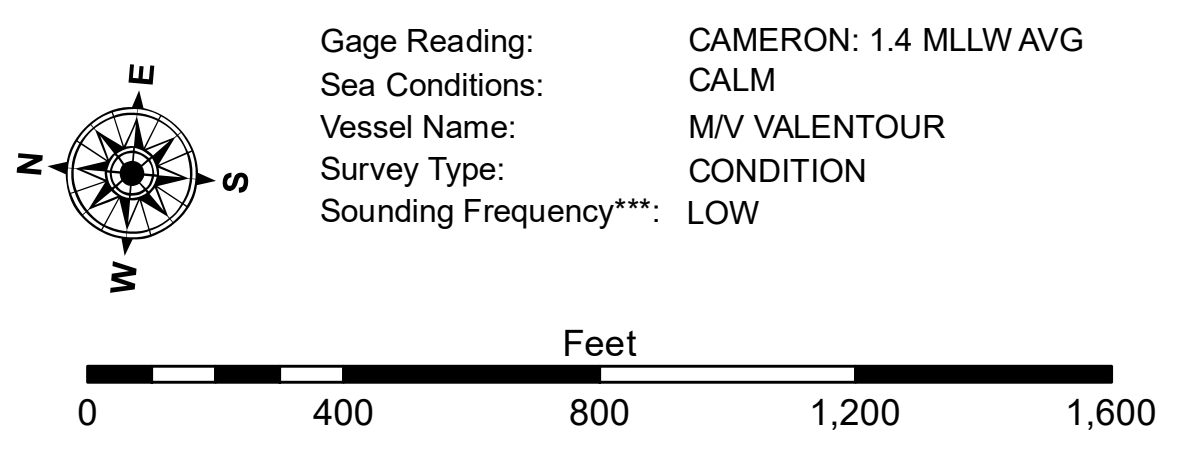 E
N
S
W
Gage Reading: CAMERON: 1.4 MLLW AVG
Sea Conditions: CALM
Vessel Name: M/V VALENTOUR
Survey Type: CONDITION
Sounding Frequency***: LOW
Feet
0 400 800 1,200 1,600